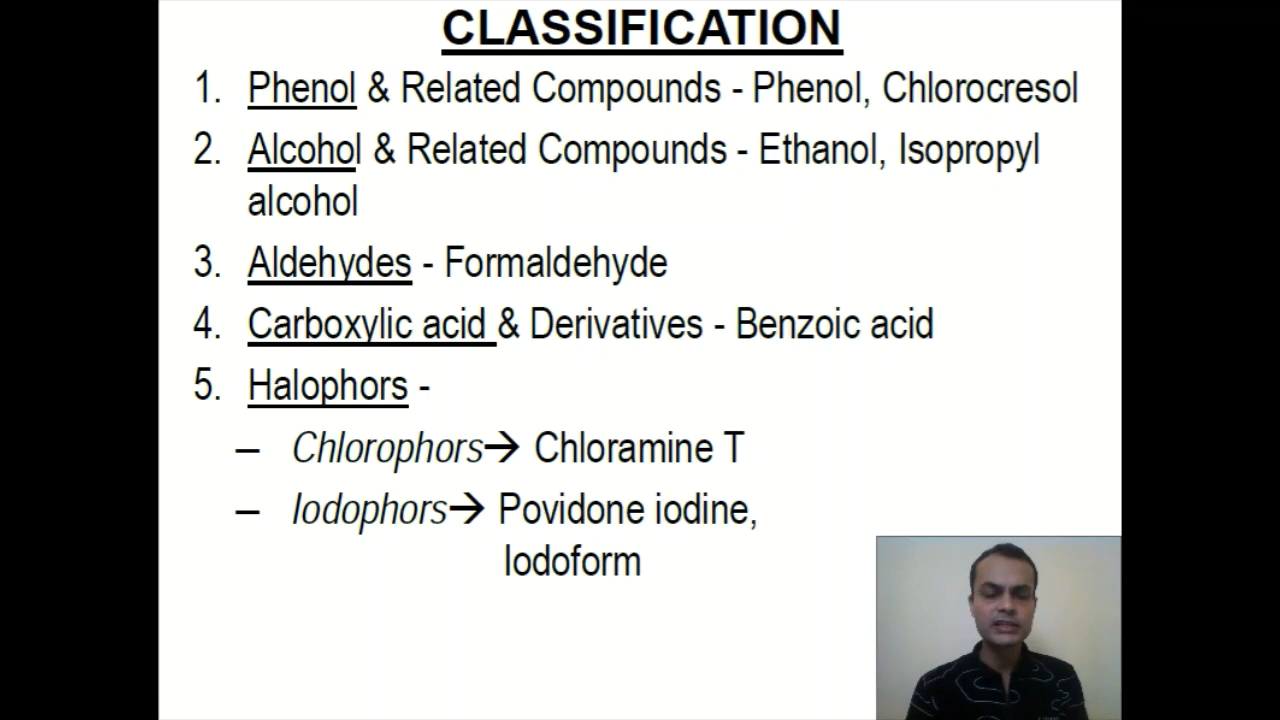 CLASSIFICATION
1. Phenol & Related Compounds - Phenol, Chlorocresol
2. Alcohol & Related Compounds - Ethanol, Isopropyl
alcohol
3. Aldehydes - Formaldehyde
4. Carboxylic acid & Derivatives - Benzoic acid
5. Halophors -
– Chlorophors→ Chloramine T
– Iodophors→ Povidone iodine,
Iodoform